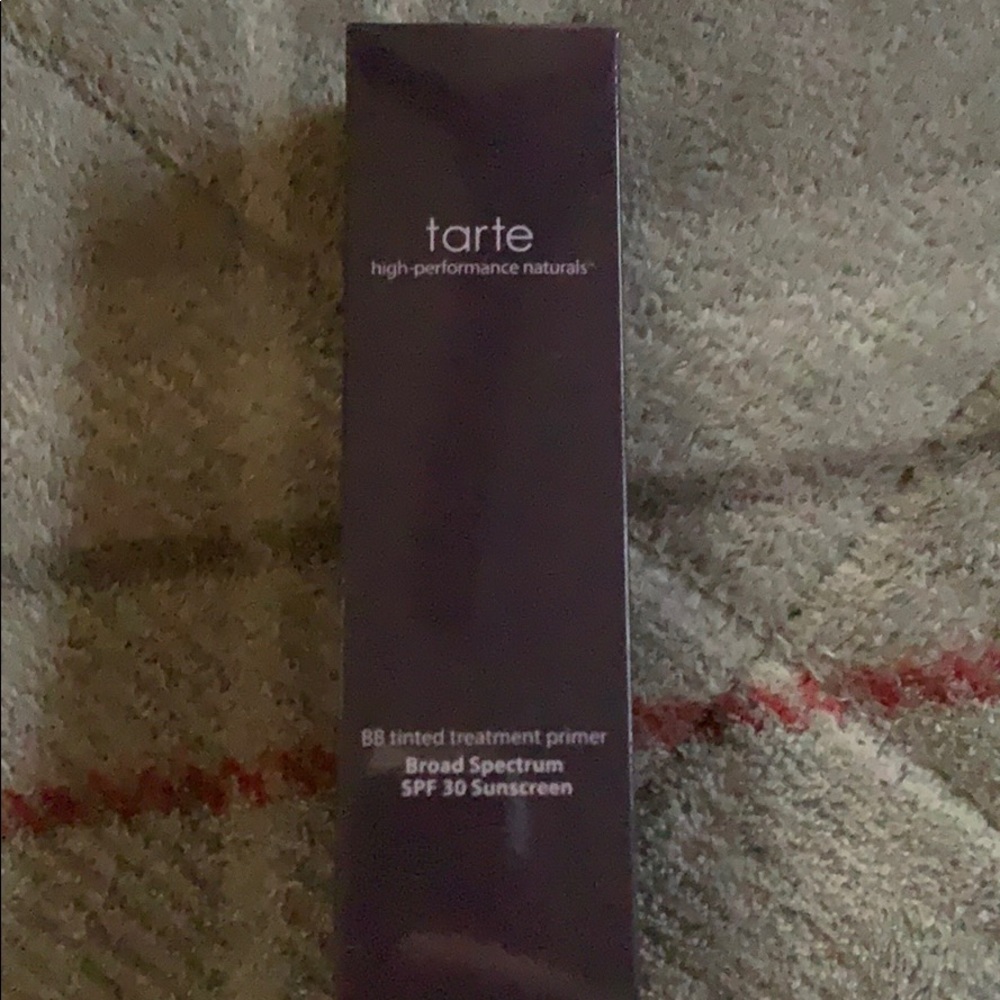 tarte
high-performance naturals™
BB tinted treatment primer
Broad Spectrum
SPF 30 Sunscreen